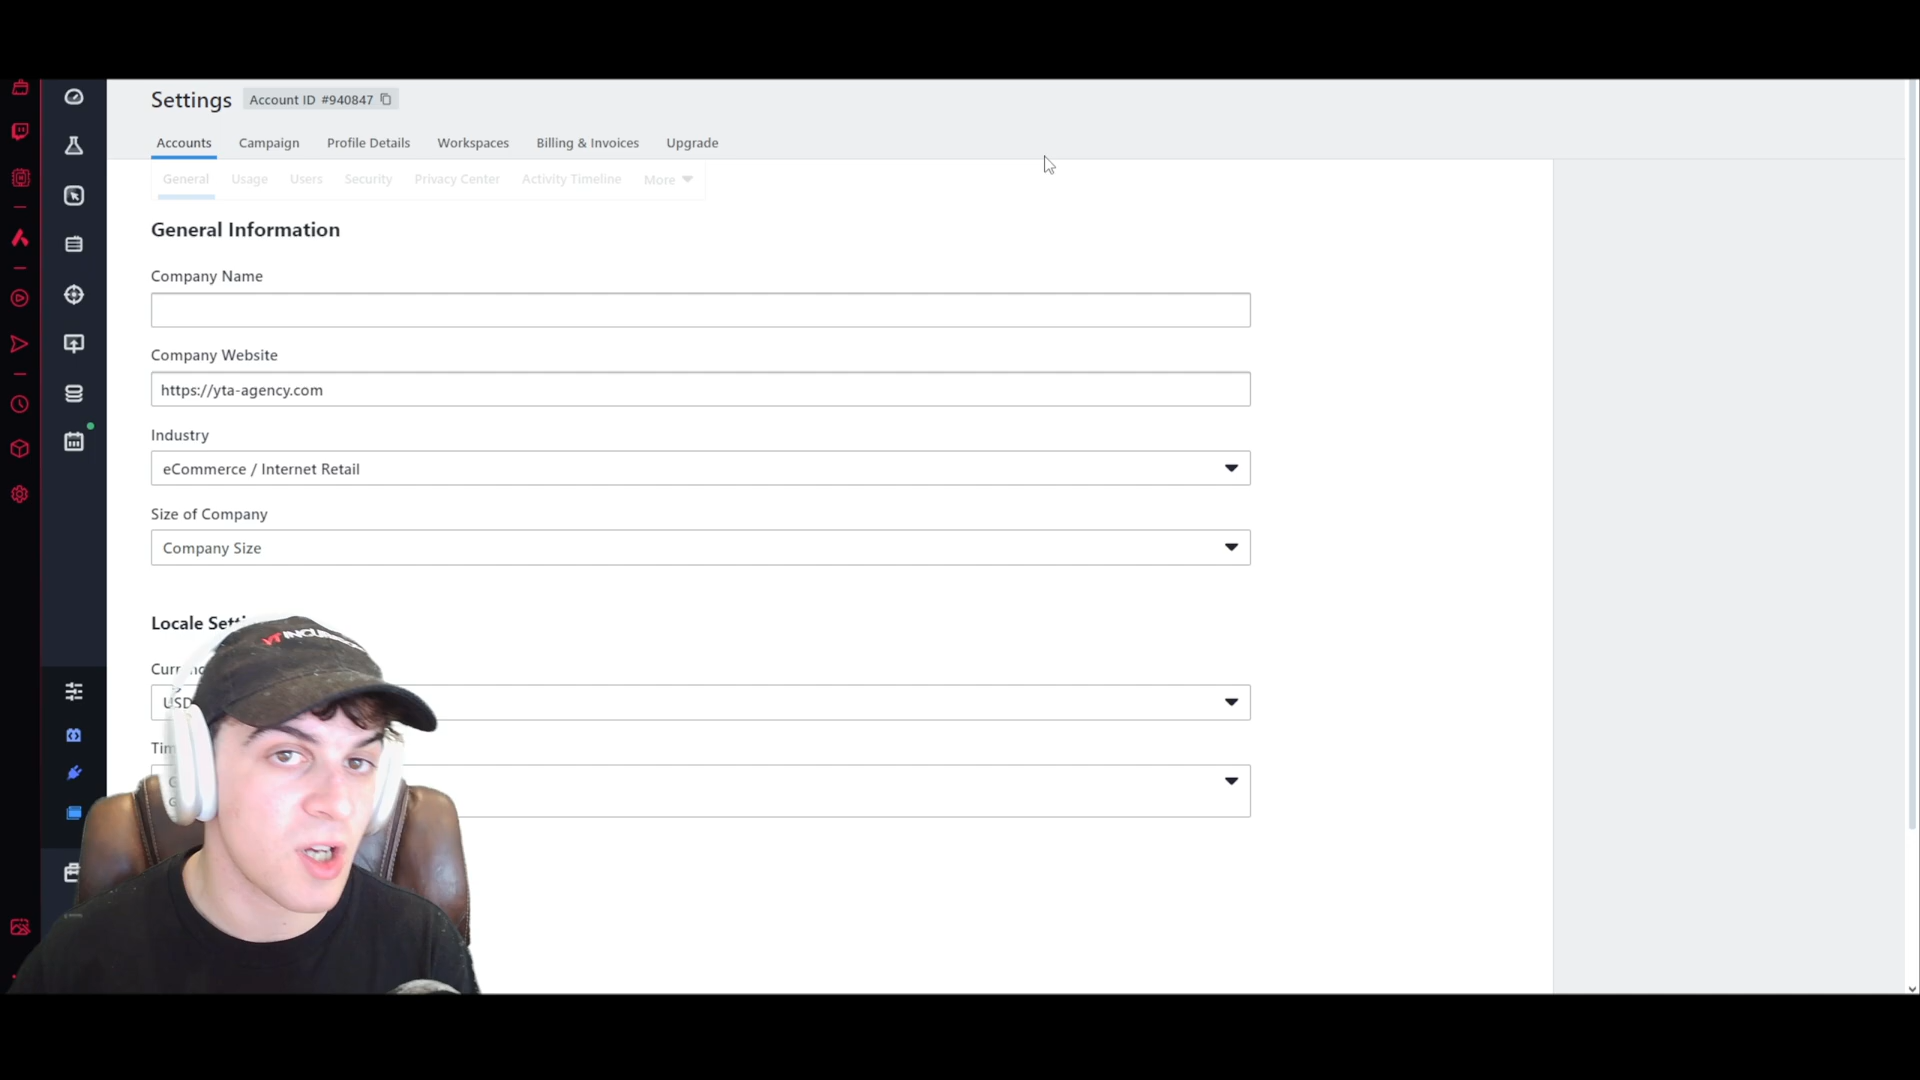 Settings
Account ID #940847
Accounts
Campaign
Profile Details
Workspaces
Billing & Invoices
Upgrade
General
Usage
Users
Security
Privacy Center
Activity Timeline
More
General Information
Company Name
Company Website
https://yta-agency.com
Industry
eCommerce / Internet Retail
Size of Company
Company Size
Locale
USD